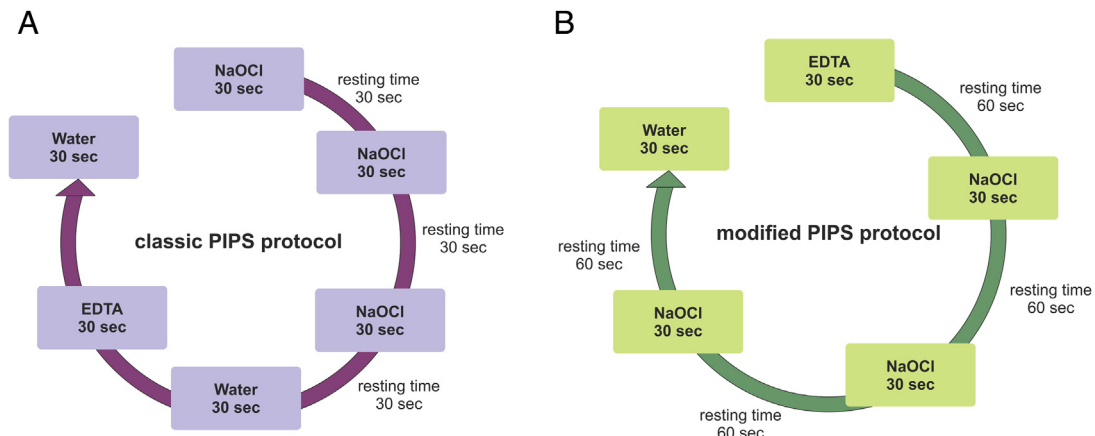 A
NaOCl
30 sec
resting time
30 sec
NaOCl
30 sec
resting time
30 sec
NaOCl
30 sec
resting time
30 sec
Water
30 sec
EDTA
30 sec
Water
30 sec
classic PIPS protocol
B
EDTA
30 sec
resting time
60 sec
NaOCl
30 sec
resting time
60 sec
NaOCl
30 sec
resting time
60 sec
NaOCl
30 sec
resting time
60 sec
Water
30 sec
modified PIPS protocol